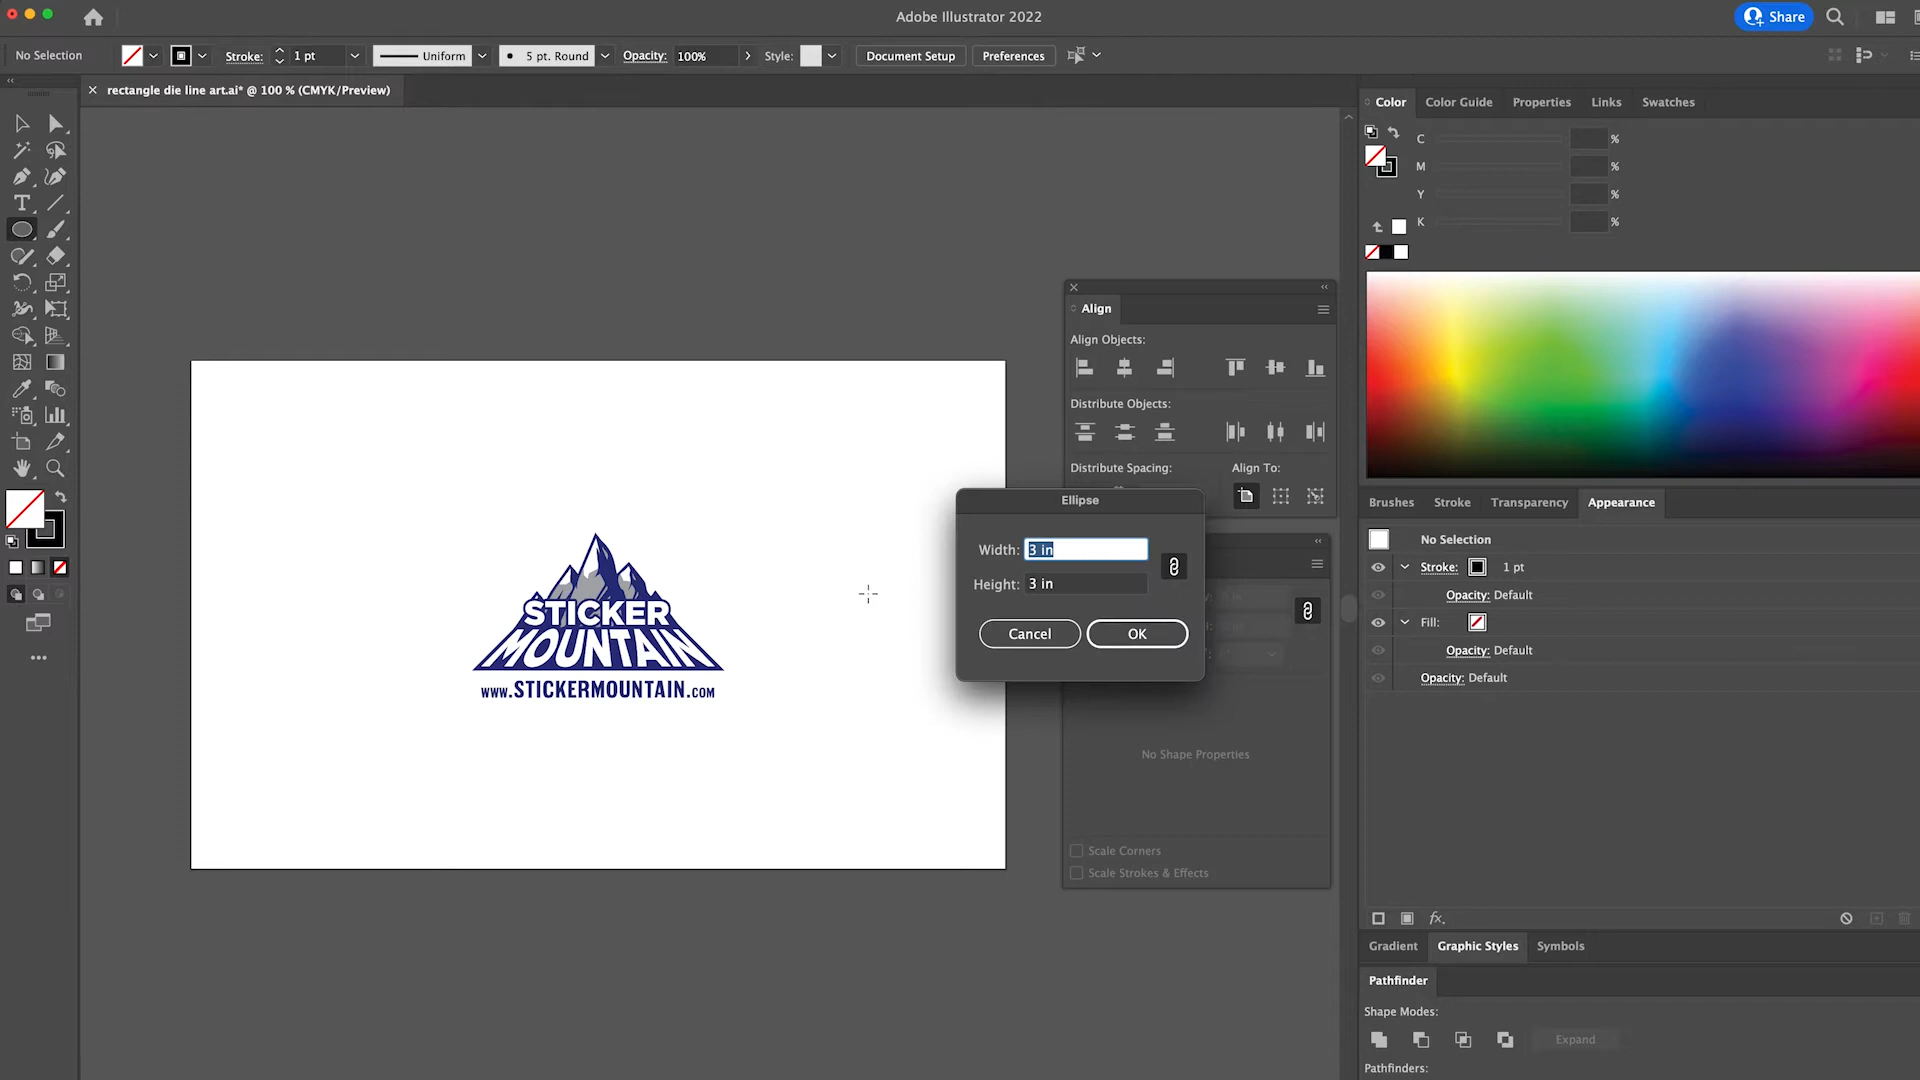 Adobe Illustrator 2022
Share
No Selection
Stroke:
1 pt
Uniform
5 pt. Round
Opacity:
100%
Style:
Document Setup
Preferences
rectangle die line art.ai* @ 100 % (CMYK/Preview)
STICKER
MOUNTAIN
www.STICKERMOUNTAIN.com
Align
Align Objects:
Distribute Objects:
Distribute Spacing:
Align To:
Ellipse
Width: 3 in
Height: 3 in
Cancel
OK
No Shape Properties
Scale Corners
Scale Strokes & Effects
Color
Color Guide
Properties
Links
Swatches
C %
M %
Y %
K %
Brushes
Stroke
Transparency
Appearance
No Selection
Stroke: 1 pt
Opacity: Default
Fill:
Opacity: Default
Opacity: Default
fx.
Gradient
Graphic Styles
Symbols
Pathfinder
Shape Modes:
Expand
Pathfinders: